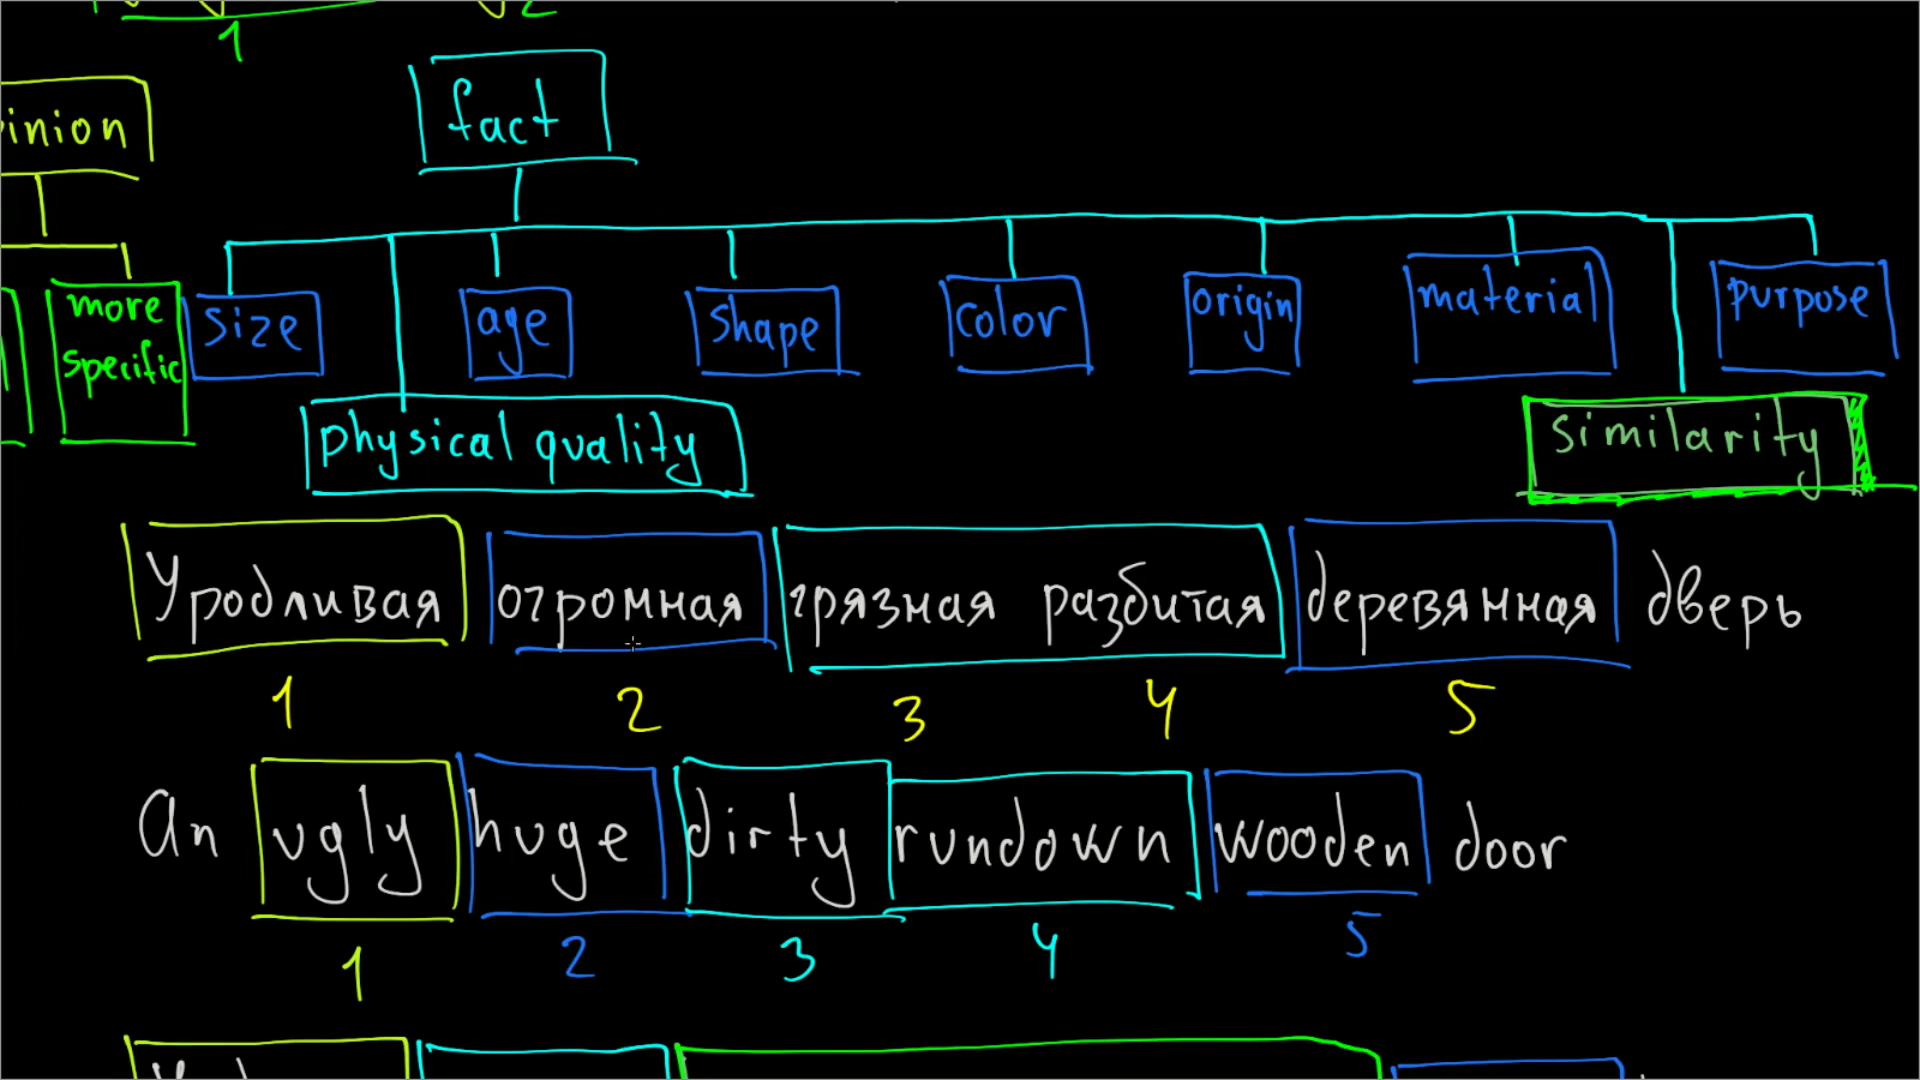 1 2
inion fact
more specific size age shape color origin material purpose
physical quality similarity
Уродливая огромная грязная разбитая деревянная дверь
1 2 3 4 5
An ugly huge dirty rundown wooden door
1 2 3 4 5